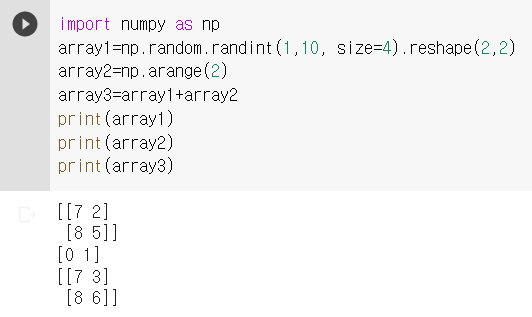 import numpy as np
array1=np.random.randint(1,10, size=4).reshape(2,2)
array2=np.arange(2)
array3=array1+array2
print(array1)
print(array2)
print(array3)
[[7 2]
 [8 5]]
[0 1]
[[7 3]
 [8 6]]